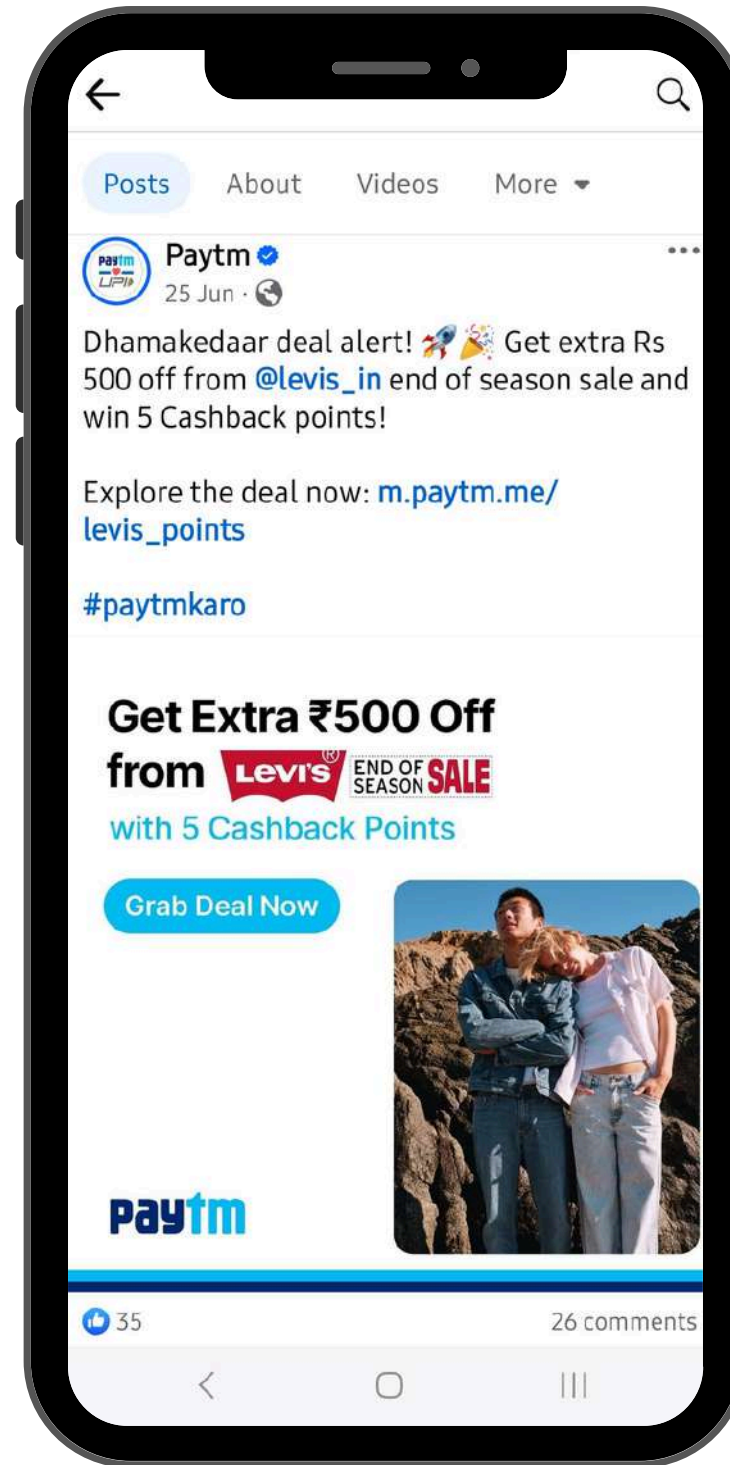 Posts About Videos More
Paytm
25 Jun ·
paytm
UPI
Dhamakedaar deal alert! 🚀 🎉 Get extra Rs
500 off from @levis_in end of season sale and
win 5 Cashback points!
Explore the deal now: m.paytm.me/
levis_points
#paytmkaro
Get Extra ₹500 Off
from LEVI'S® END OF SEASON SALE
with 5 Cashback Points
Grab Deal Now
paytm
35 26 comments